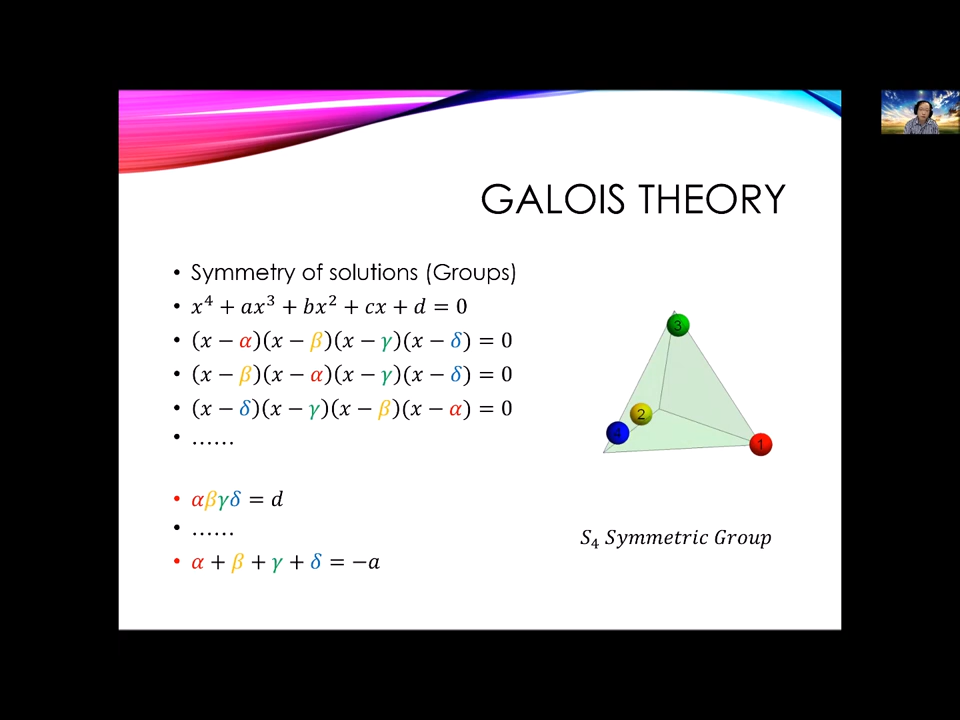 GALOIS THEORY
• Symmetry of solutions (Groups)
• x⁴ + ax³ + bx² + cx + d = 0
• (x − α)(x − β)(x − γ)(x − δ) = 0
• (x − β)(x − α)(x − γ)(x − δ) = 0
• (x − δ)(x − γ)(x − β)(x − α) = 0
• ……
• αβγδ = d
• ……
• α + β + γ + δ = −a
3
2
4
1
S₄ Symmetric Group